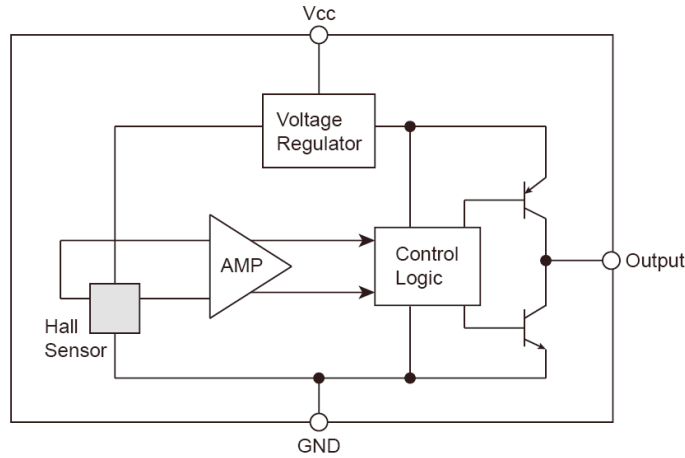 Vcc
Voltage
Regulator
AMP
Control
Logic
Output
Hall
Sensor
GND